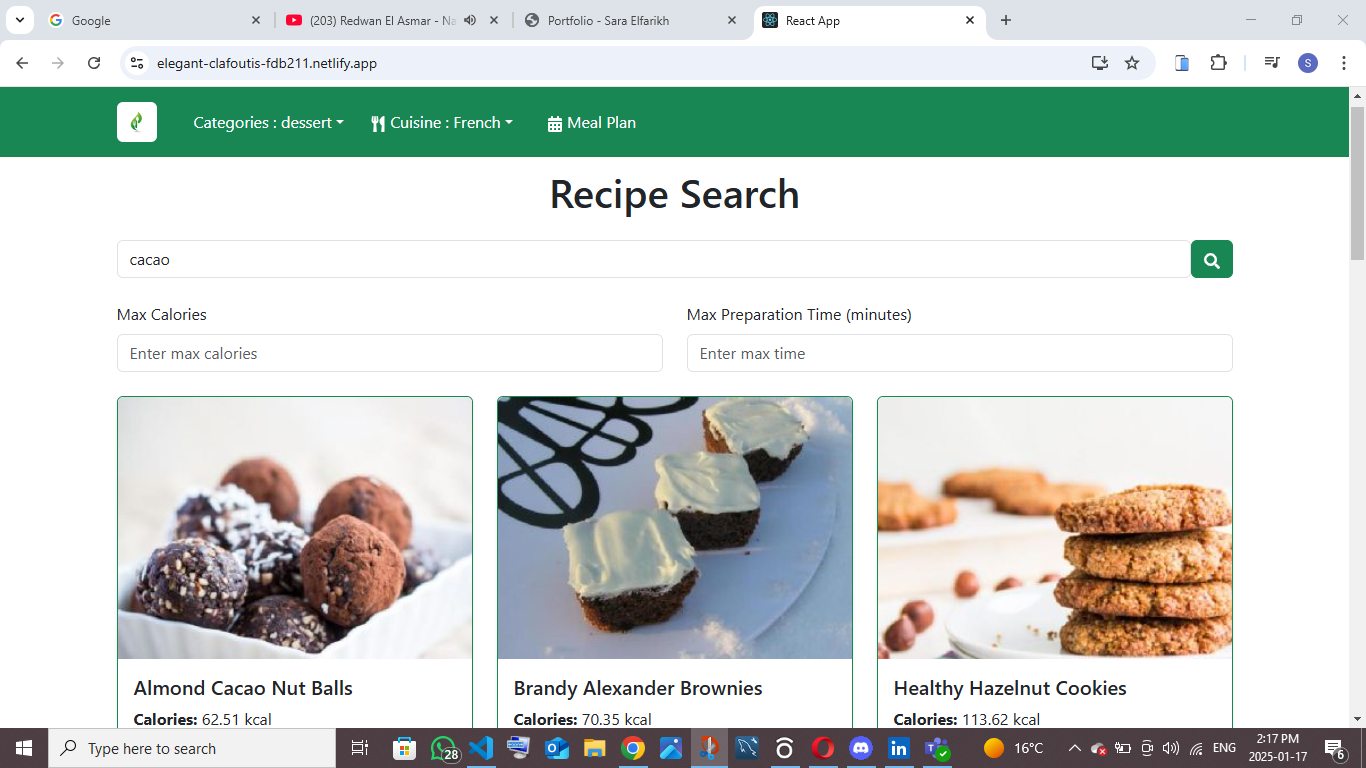 Google
(203) Redwan El Asmar - Na
Portfolio - Sara Elfarikh
React App
elegant-clafoutis-fdb211.netlify.app
S
Categories : dessert
Cuisine : French
Meal Plan
Recipe Search
cacao
Max Calories
Max Preparation Time (minutes)
Enter max calories
Enter max time
Almond Cacao Nut Balls
Brandy Alexander Brownies
Healthy Hazelnut Cookies
Calories: 62.51 kcal
Calories: 70.35 kcal
Calories: 113.62 kcal
Type here to search
28
16°C
ENG
2:17 PM
2025-01-17
6